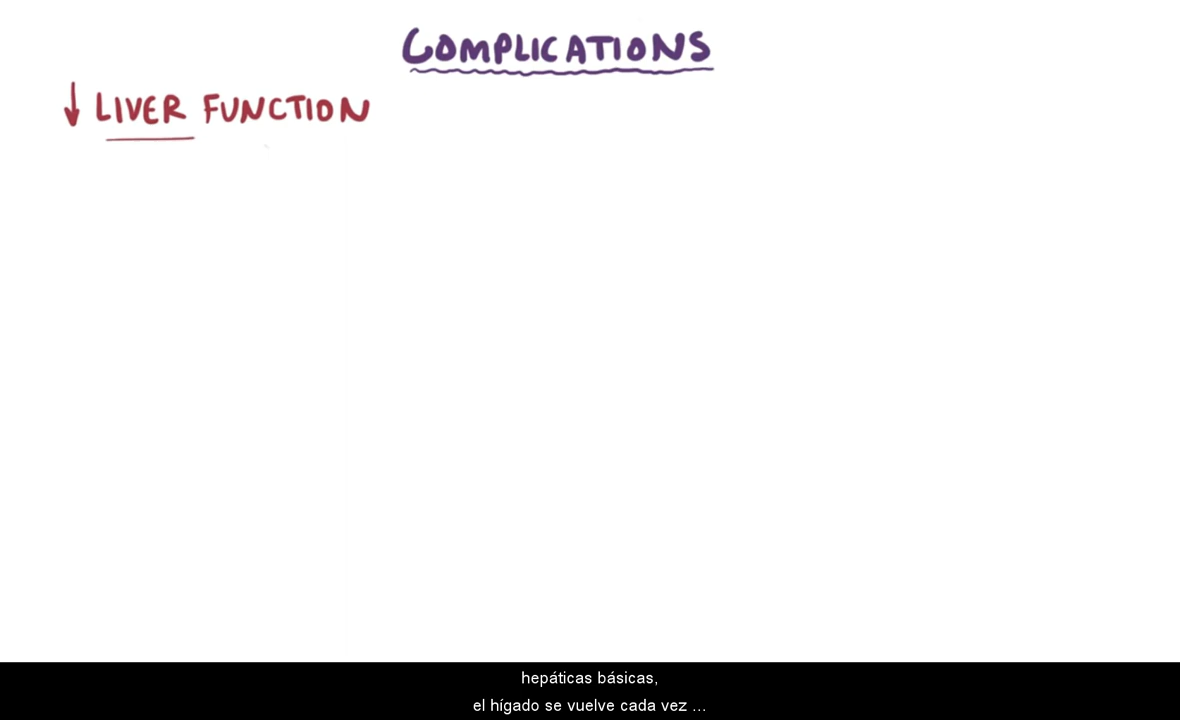 COMPLICATIONS
↓ LIVER FUNCTION
hepáticas básicas,
el hígado se vuelve cada vez ...